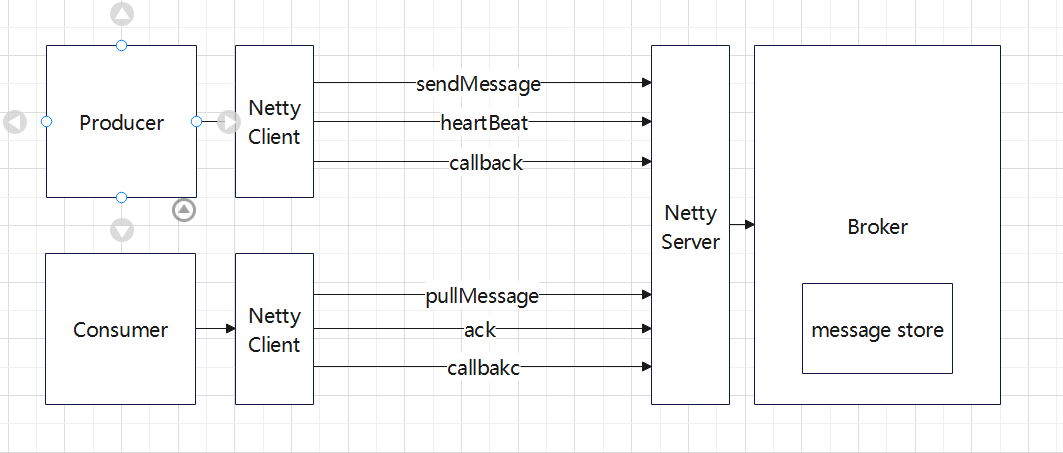 Producer
Netty
Client
sendMessage
heartBeat
callback
Netty
Server
Broker
message store
Consumer
Netty
Client
pullMessage
ack
callbakc